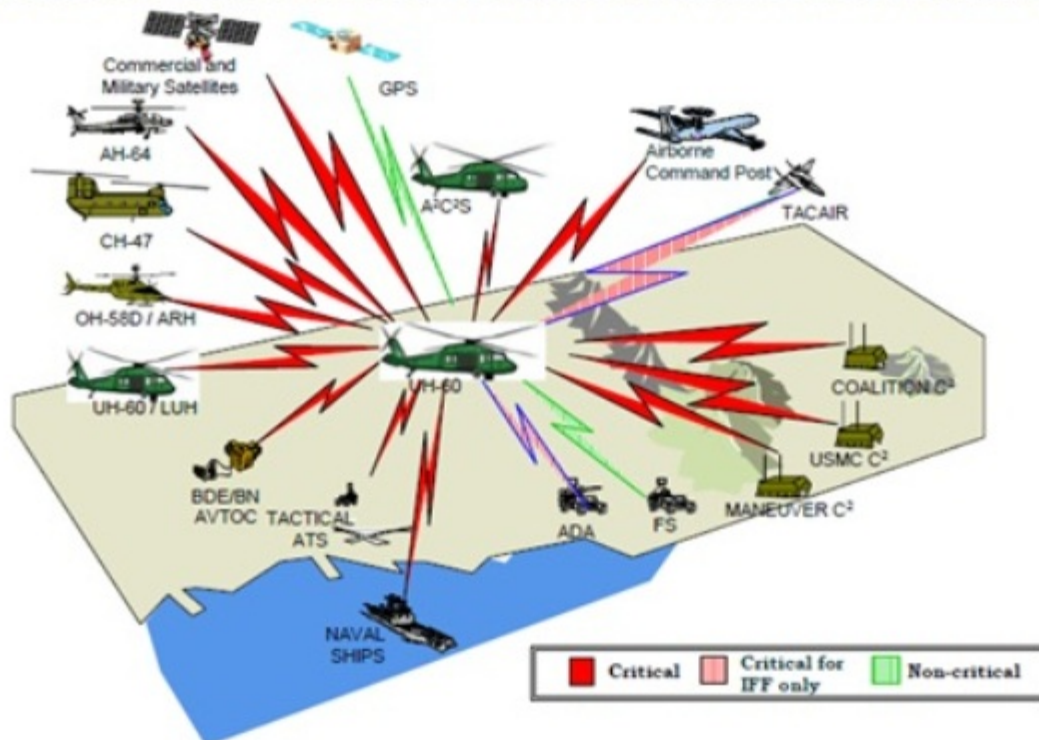 Commercial and
Military Satellites
GPS
AH-64
A²C²S
Airborne
Command Post
TACAIR
CH-47
OH-58D / ARH
UH-60 / LUH
UH-60
COALITION C²
USMC C²
MANEUVER C²
BDE/BN
AVTOC
TACTICAL
ATS
ADA
FS
NAVAL
SHIPS
Critical
Critical for
IFF only
Non-critical